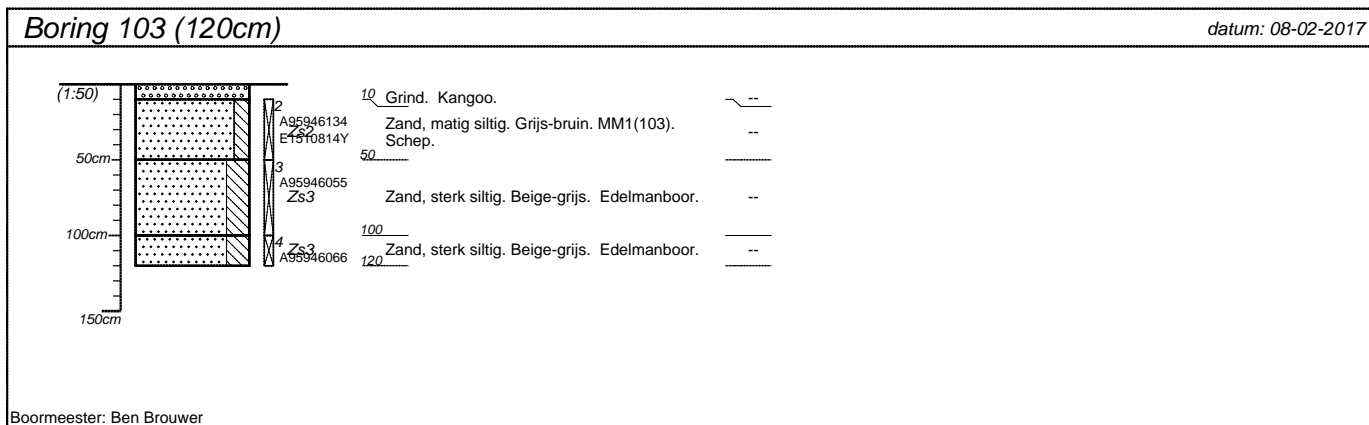 Boring 103 (120cm)
datum: 08-02-2017
(1:50)
10 Grind. Kangoo. --
2
A95946134
Zs2
E1510814Y
Zand, matig siltig. Grijs-bruin. MM1(103).
Schep.
--
50cm
50
3
A95946055
Zs3 Zand, sterk siltig. Beige-grijs. Edelmanboor. --
100cm
100
4
Zs3 Zand, sterk siltig. Beige-grijs. Edelmanboor. --
A95946066
120
150cm
Boormeester: Ben Brouwer